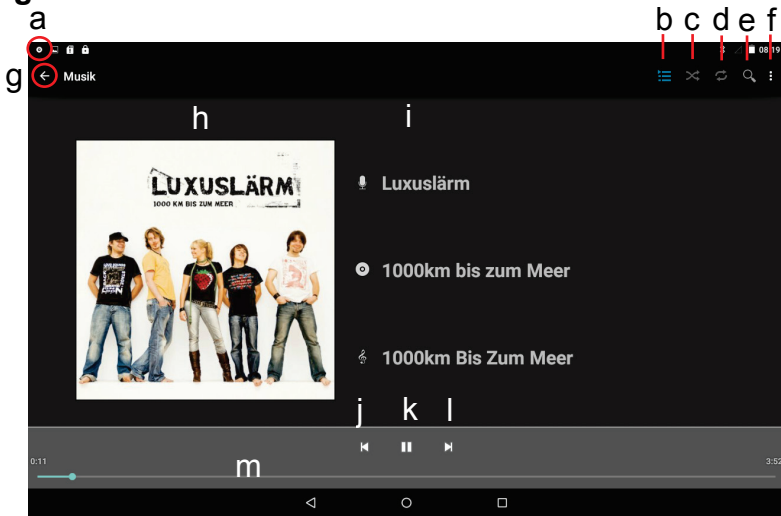 g
a b c d e f
08:19
g Musik
h i
LUXUSLÄRM
1000 KM BIS ZUM MEER
Luxuslärm
1000km bis zum Meer
1000km Bis Zum Meer
j k l
0:11 3:52
m